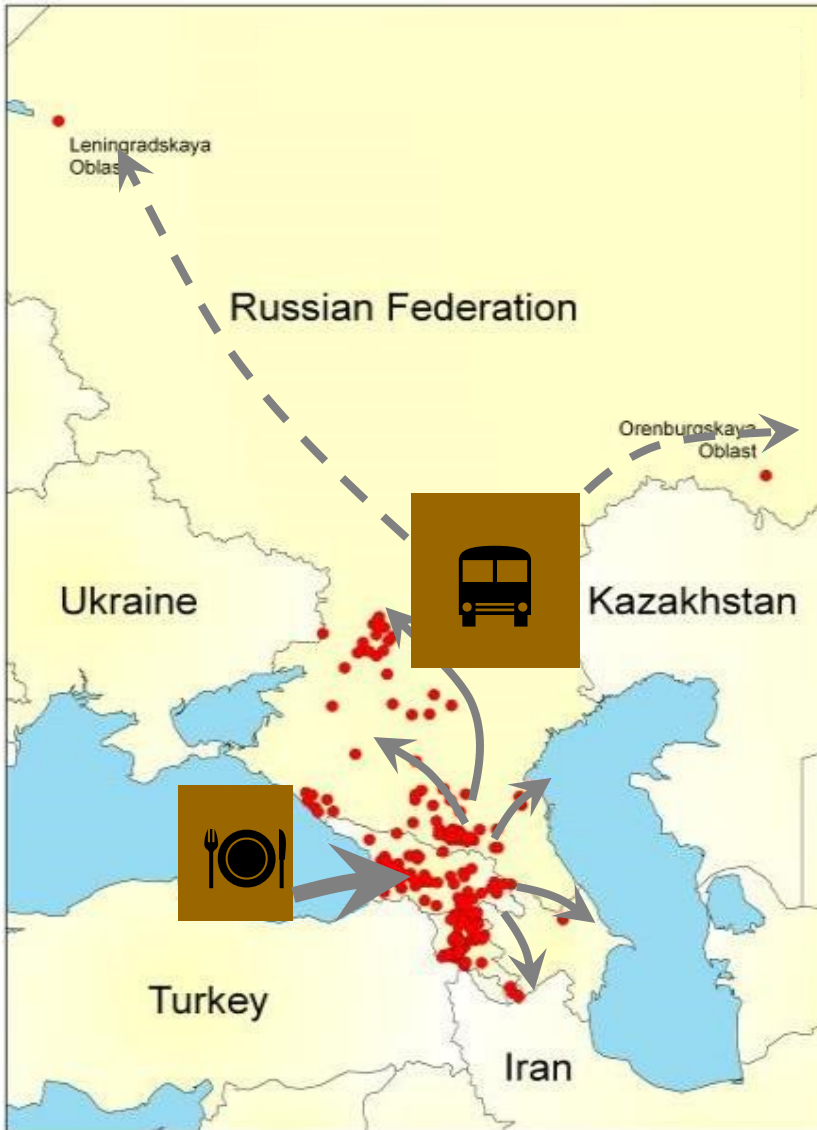 Leningradskaya
Oblast
Russian Federation
Orenburgskaya
Oblast
Ukraine
Kazakhstan
Turkey
Iran